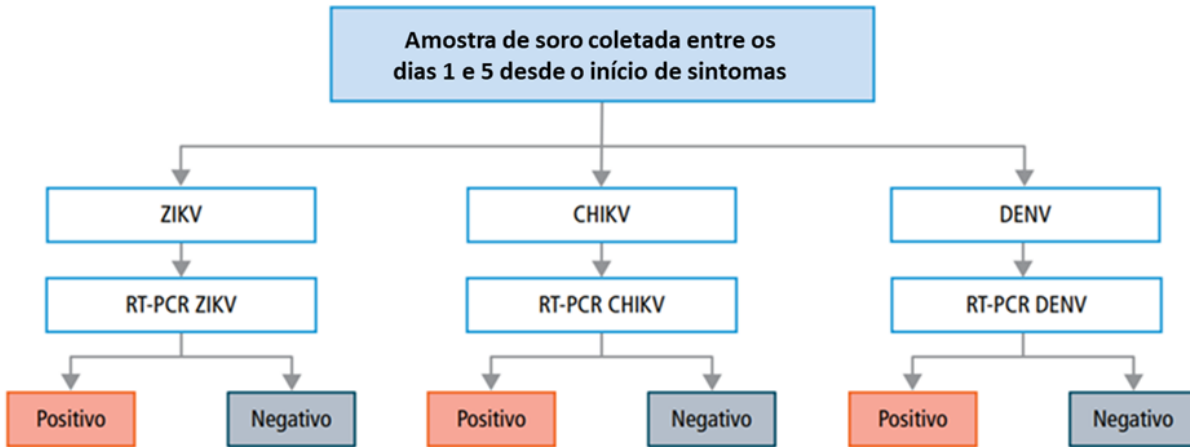 Amostra de soro coletada entre os
dias 1 e 5 desde o início de sintomas
ZIKV
CHIKV
DENV
RT-PCR ZIKV
RT-PCR CHIKV
RT-PCR DENV
Positivo
Negativo
Positivo
Negativo
Positivo
Negativo